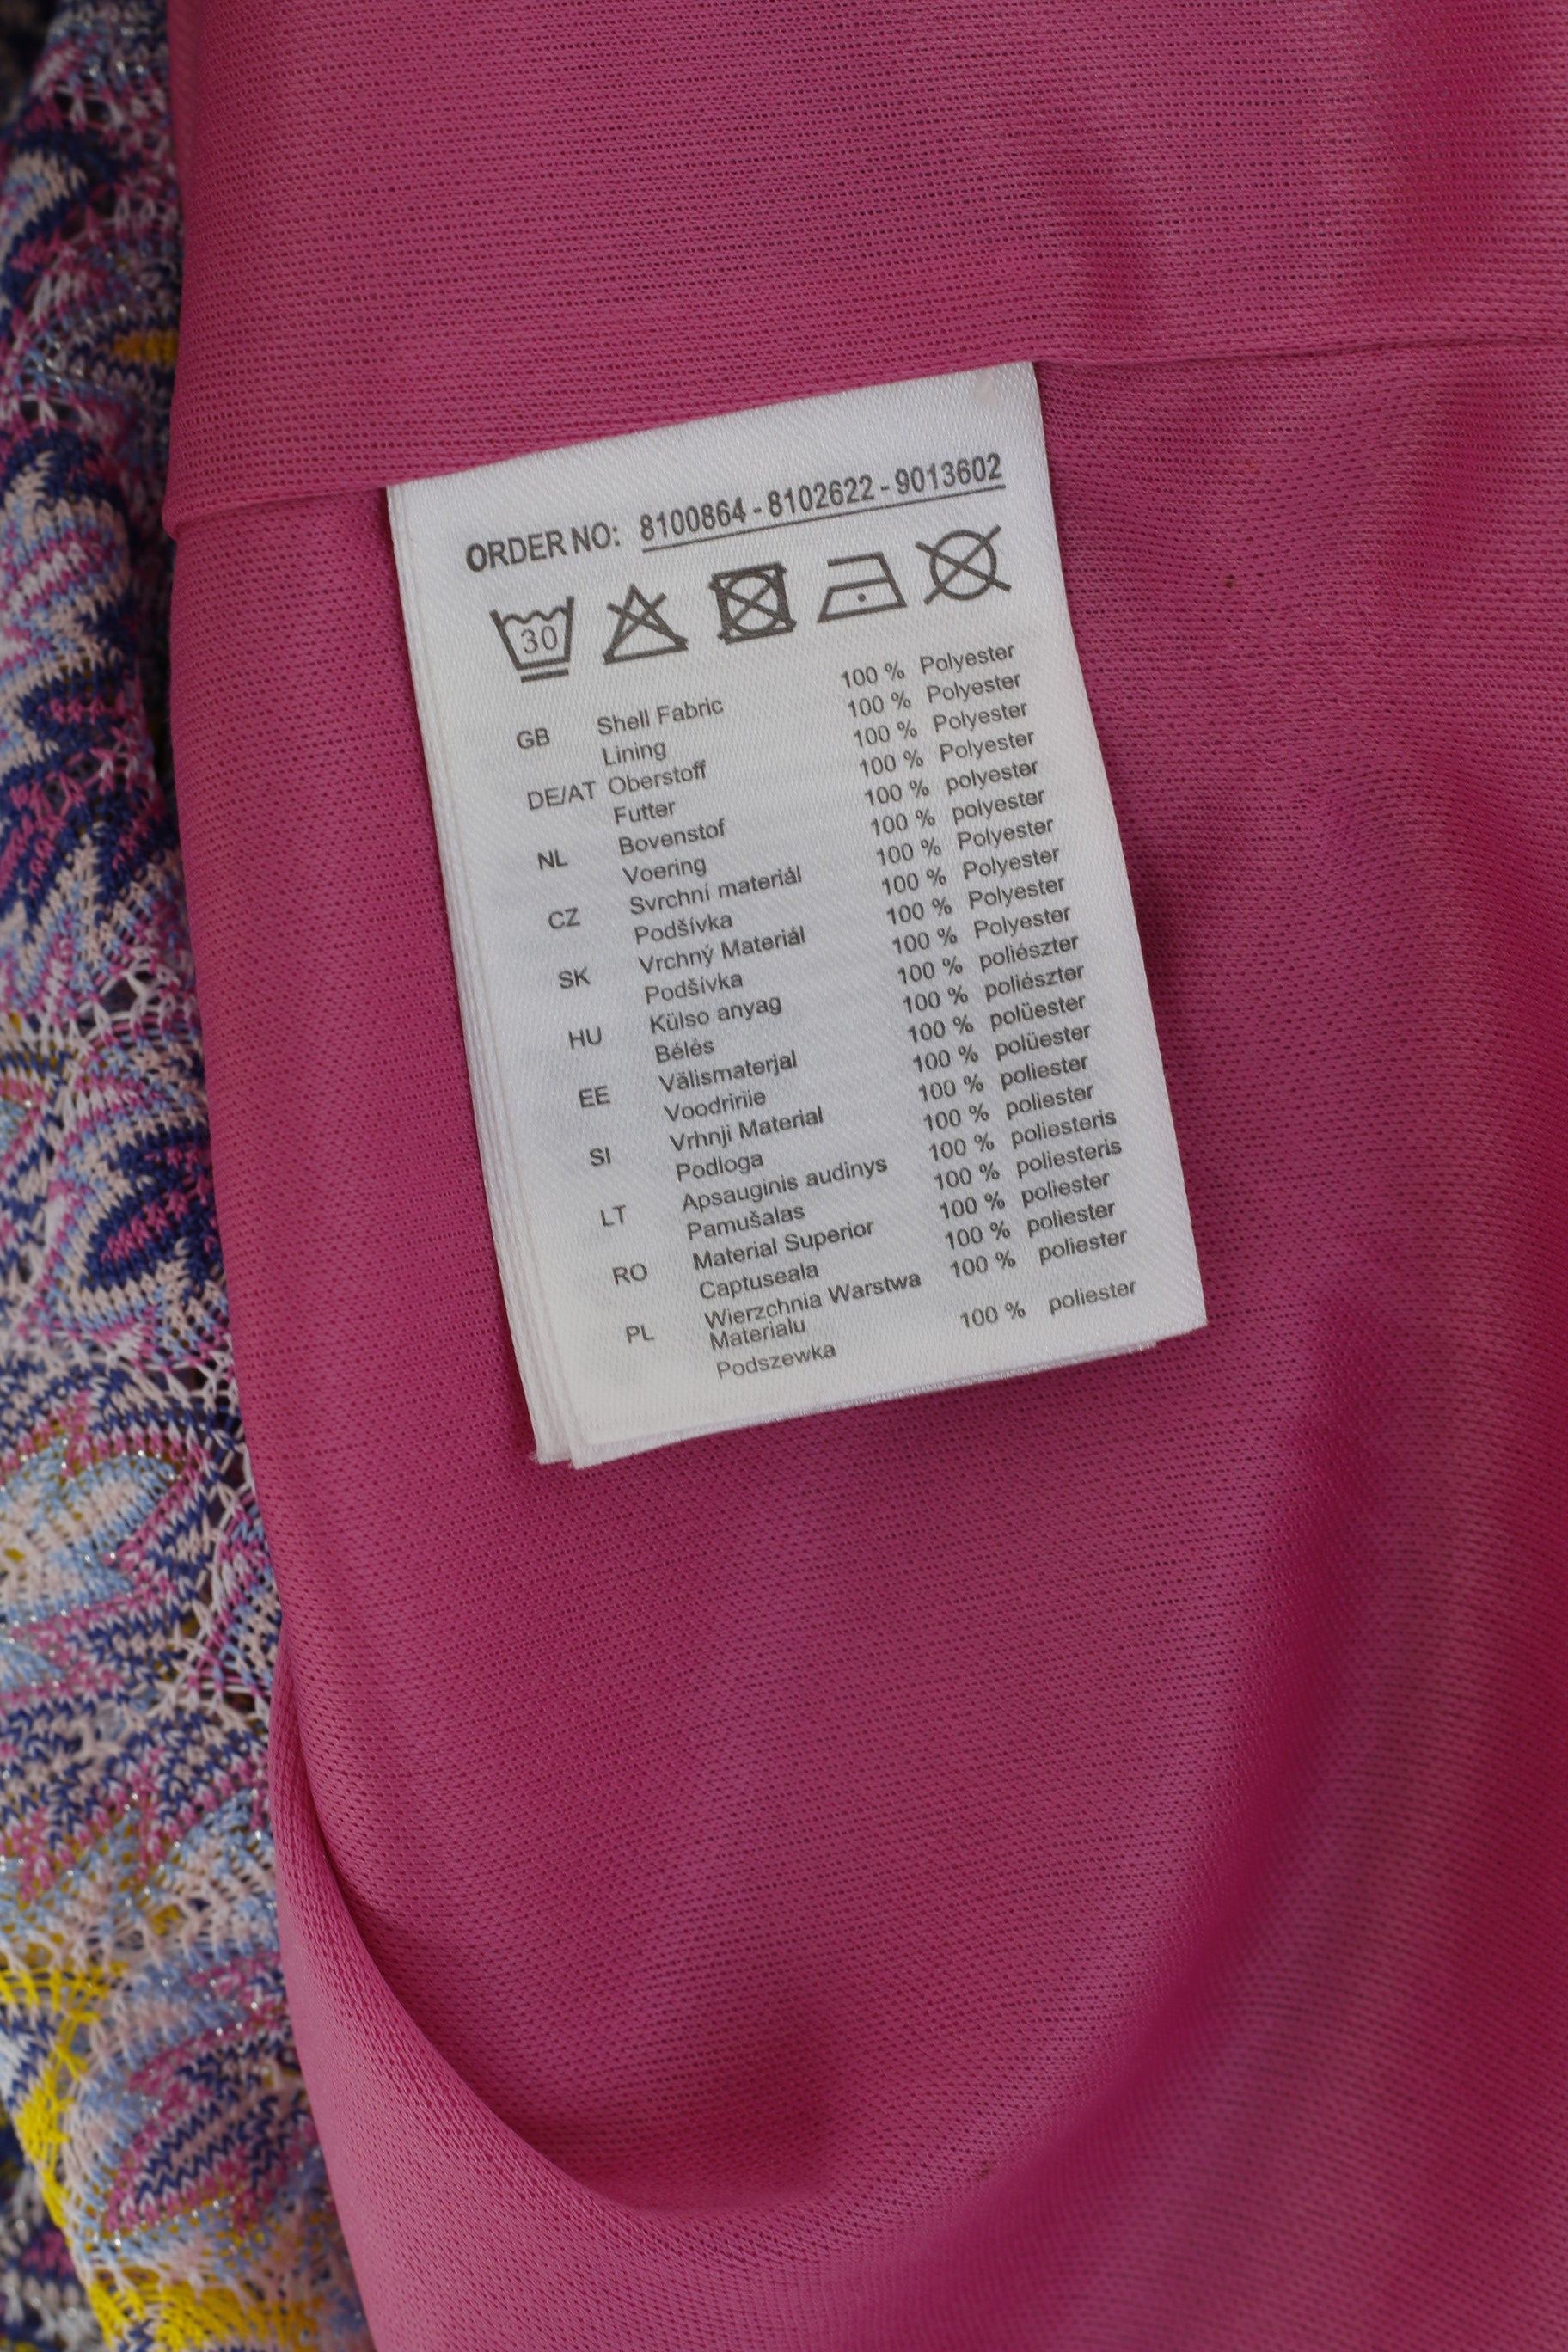 ORDER NO: 8100864 - 8102622 - 9013602
30
GB Shell Fabric 100 % Polyester
Lining 100 % Polyester
DE/AT Oberstoff 100 % Polyester
Futter 100 % Polyester
NL Bovenstof 100 % polyester
Voering 100 % polyester
CZ Svrchní materiál 100 % Polyester
Podšívka 100 % Polyester
SK Vrchný Materiál 100 % Polyester
Podšívka 100 % Polyester
HU Külso anyag 100 % poliészter
Bélés 100 % poliészter
EE Välismaterjal 100 % polüester
Voodririie 100 % polüester
SI Vrhnji Material 100 % poliester
Podloga 100 % poliester
LT Apsauginis audinys 100 % poliesteris
Pamušalas 100 % poliesteris
RO Material Superior 100 % poliester
Captuseala 100 % poliester
PL Wierzchnia Warstwa 100 % poliester
Materialu
Podszewka 100 % poliester